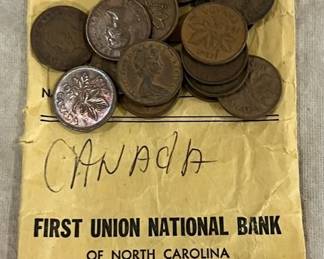 N
CANADA
FIRST UNION NATIONAL BANK
OF NORTH CAROLINA